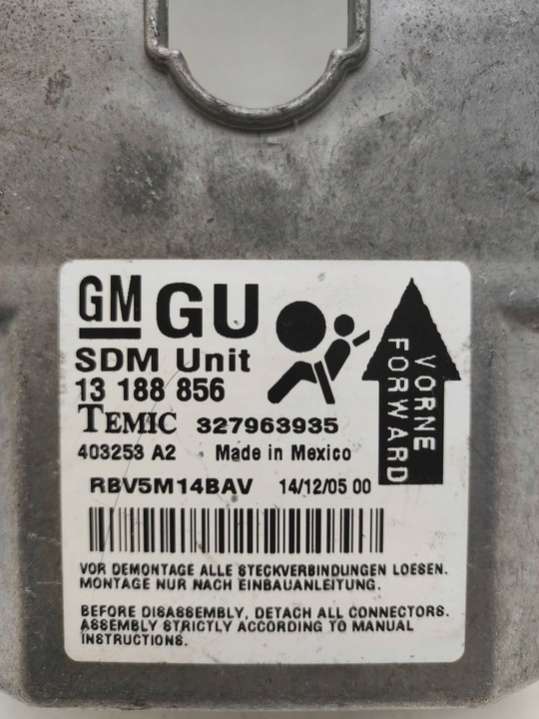 GM GU
SDM Unit
13 188 856
TEMIC 327963935
403253 A2 Made in Mexico
RBV5M14BAV 14/12/05 00
VORNE
FORWARD
VOR DEMONTAGE ALLE STECKVERBINDUNGEN LOESEN.
MONTAGE NUR NACH EINBAUANLEITUNG.
BEFORE DISASSEMBLY, DETACH ALL CONNECTORS.
ASSEMBLY STRICTLY ACCORDING TO MANUAL
INSTRUCTIONS.